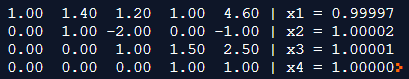 1.00 1.40 1.20 1.00 4.60 | x1 = 0.99997
0.00 1.00 -2.00 0.00 -1.00 | x2 = 1.00002
0.00 0.00 1.00 1.50 2.50 | x3 = 1.00001
0.00 0.00 0.00 1.00 1.00 | x4 = 1.00000>